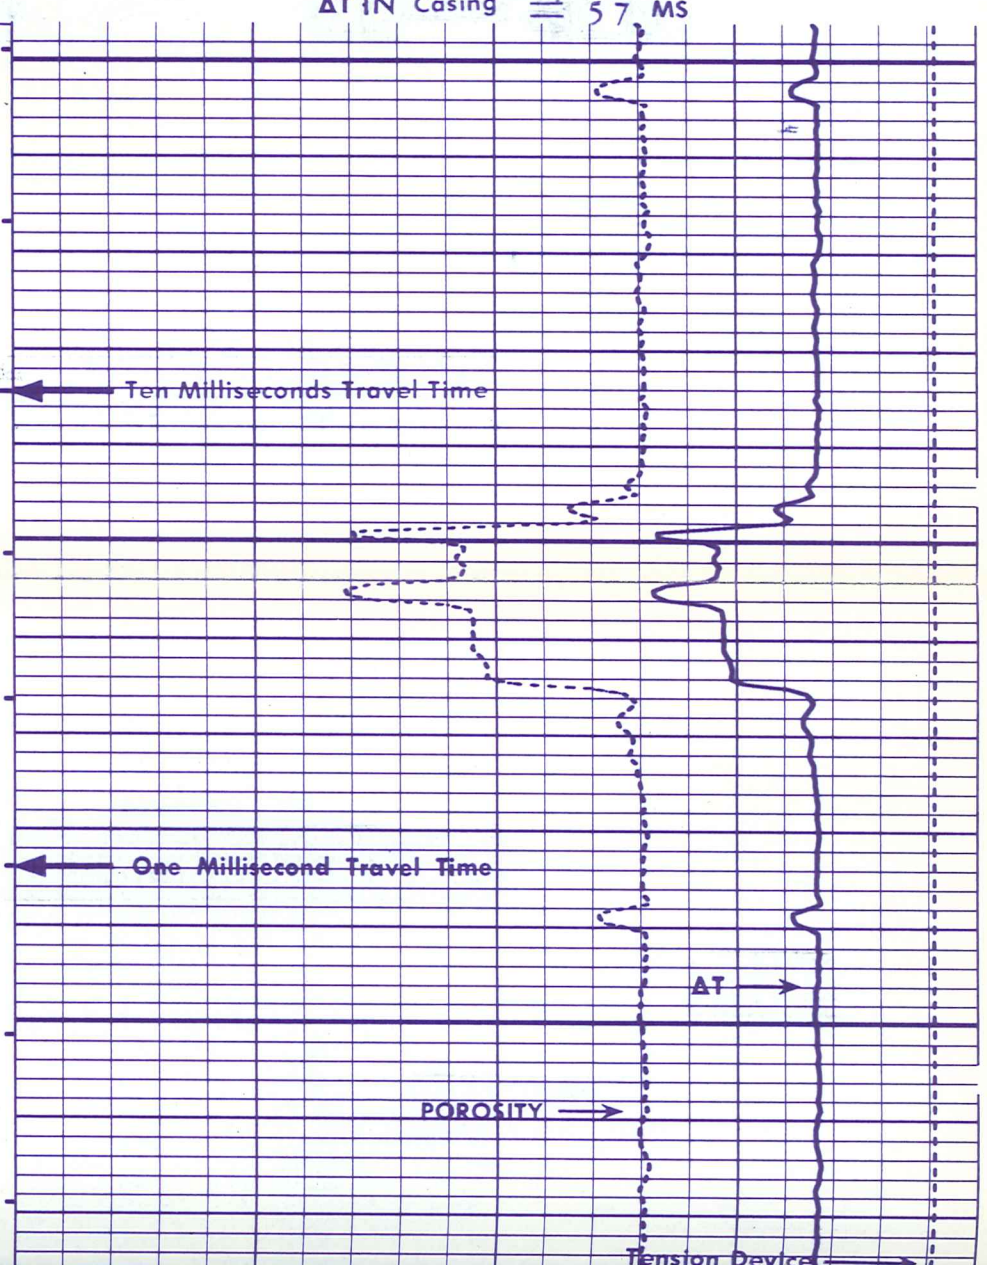 ΔT IN Casing = 57 MS
Ten Milliseconds Travel Time
One Millisecond Travel Time
ΔT
POROSITY
Tension Device